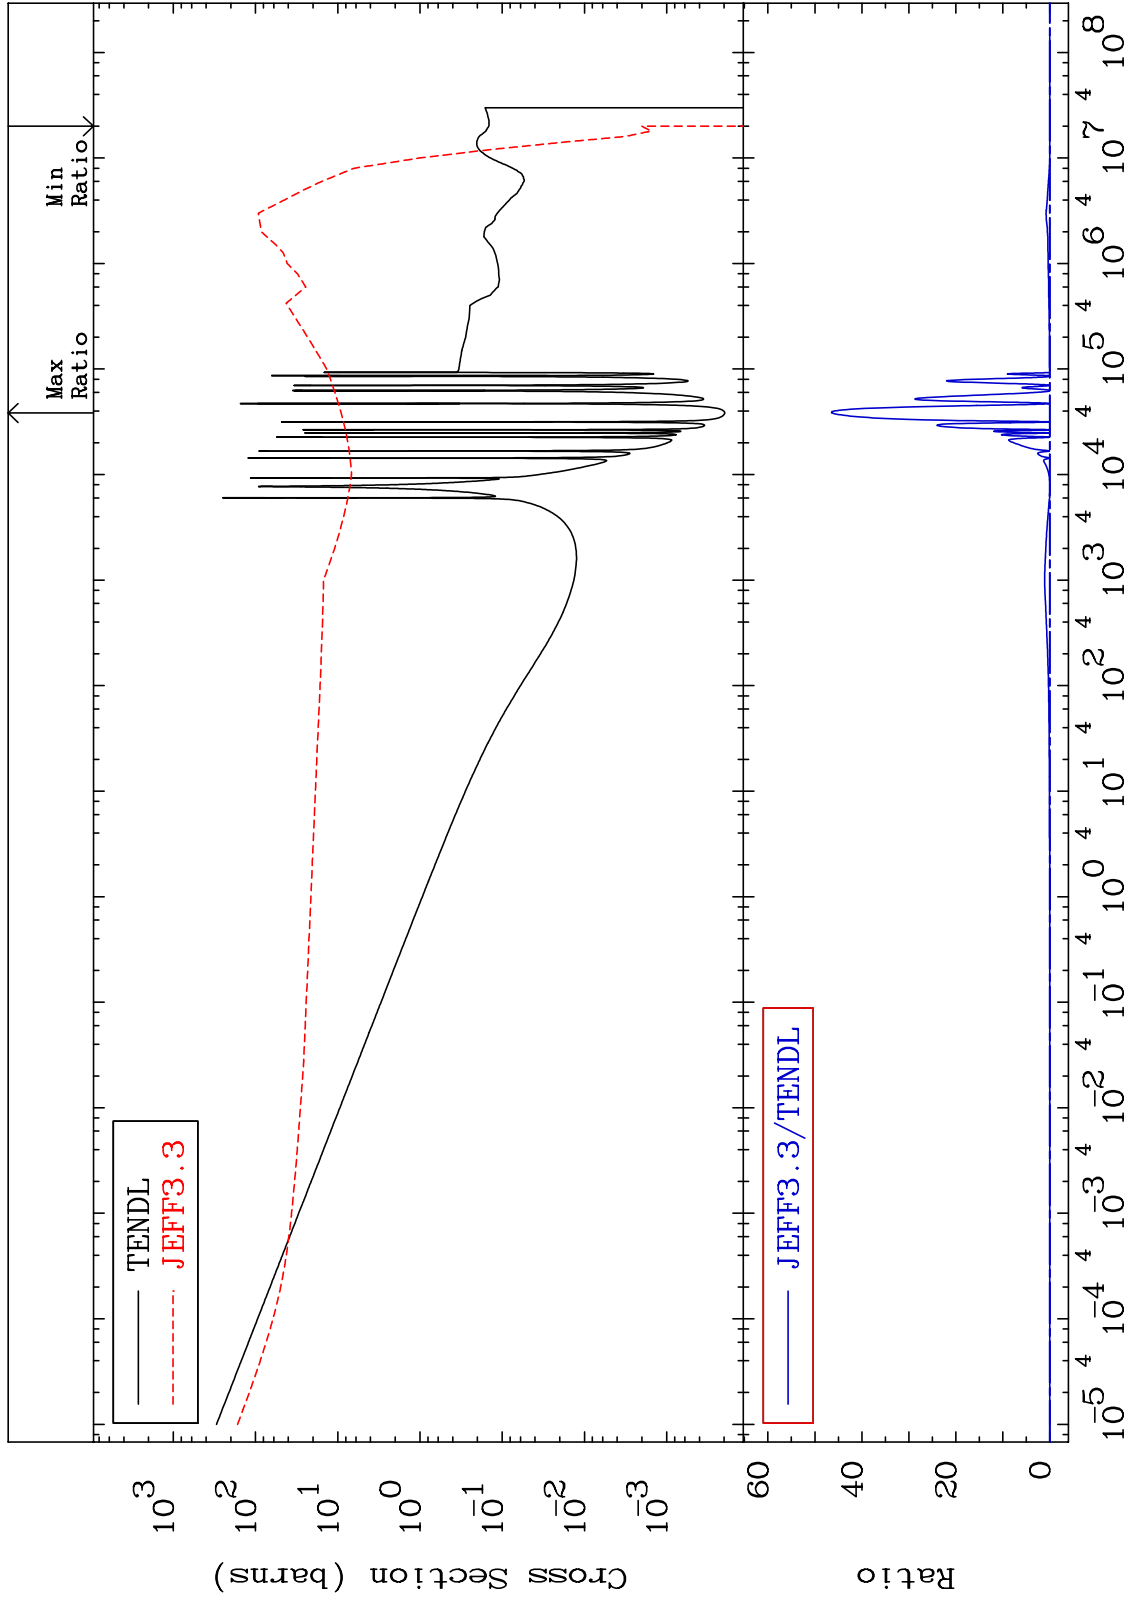 Max
Ratio
Min
Ratio
TENDL
JEFF3.3
Cross Section (barns)
10^3
10^2
10^1
10^0
10^-1
10^-2
10^-3
JEFF3.3/TENDL
Ratio
60
40
20
0
10^-5 4 10^-4 4 10^-3 4 10^-2 4 10^-1 4 10^0 4 10^1 4 10^2 4 10^3 4 10^4 4 10^5 4 10^6 4 10^7 4 10^8